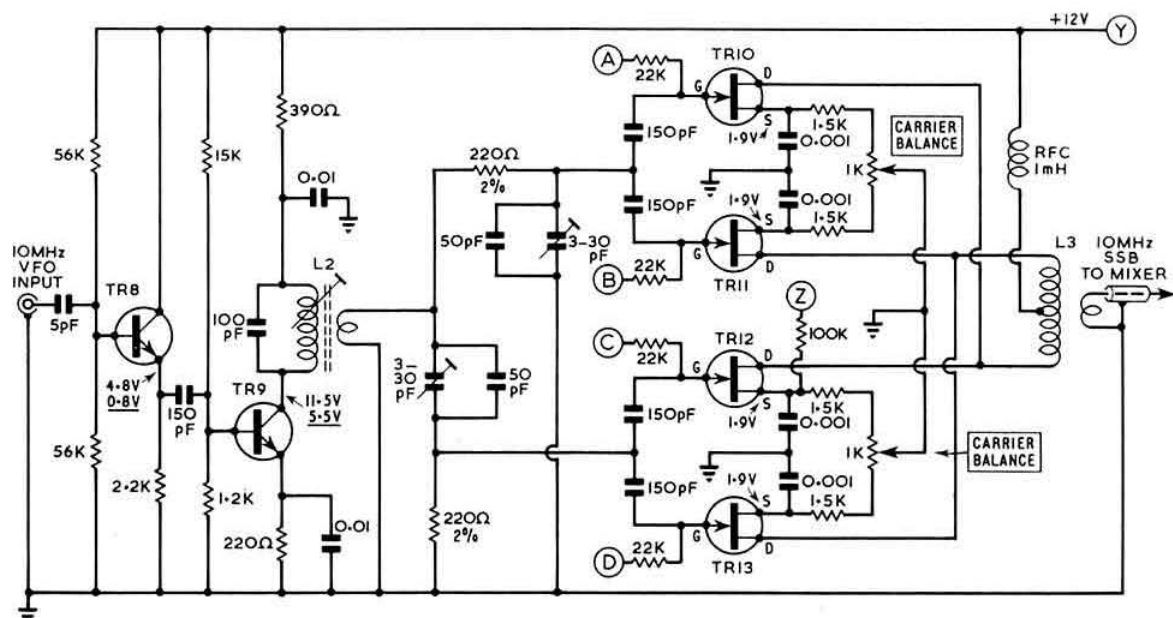 +12V
Y
A
22K
G
TR10
D
S
1·9V
150pF
0·001
1·5K
1K
CARRIER
BALANCE
RFC
1mH
390Ω
56K
15K
0·01
220Ω
2%
50pF
3-30
pF
150pF
0·001
1·5K
1·9V
S
G
D
B
22K
TR11
L3
10MHz
SSB
TO MIXER
10MHz
VFO
INPUT
5pF
TR8
4·8V
0·8V
100
pF
L2
150
pF
TR9
11·5V
5·5V
3-
30
pF
50
pF
Z
100K
C
22K
G
TR12
D
S
1·9V
150pF
0·001
1·5K
1K
CARRIER
BALANCE
56K
2·2K
1·2K
220Ω
0·01
220Ω
2%
150pF
0·001
1·5K
1·9V
S
G
D
D
22K
TR13